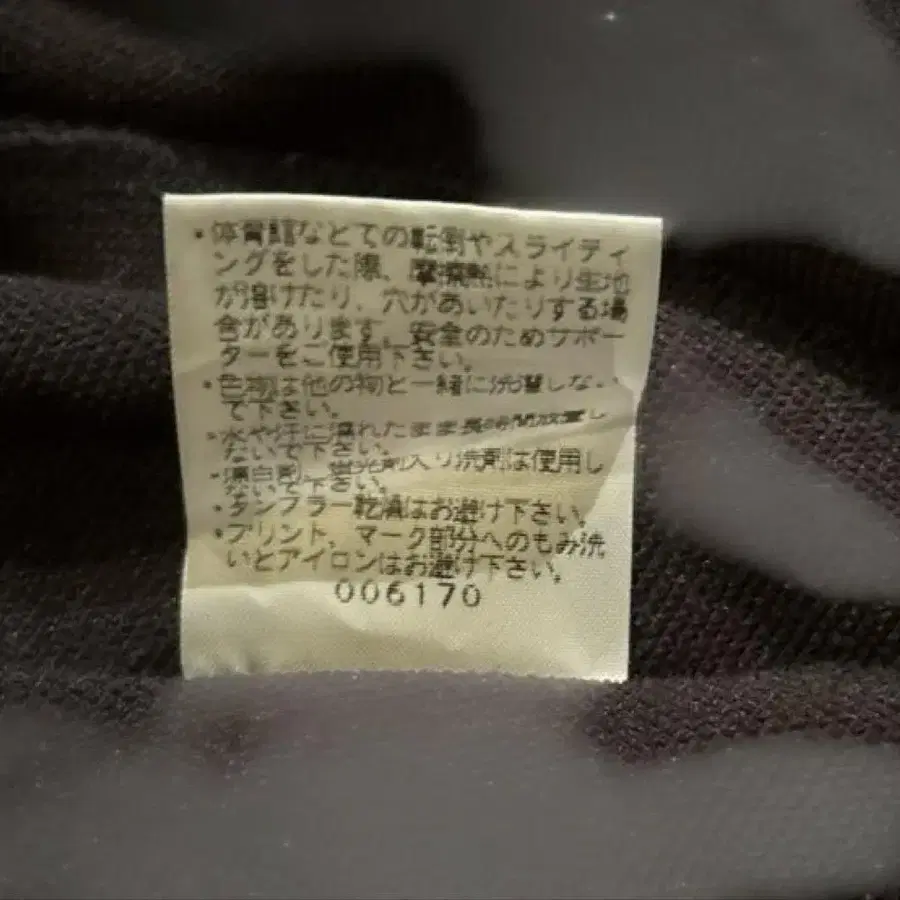 ・体育館などでの転倒やスライディ
ングをした際、摩擦熱により生地
が溶けたり、穴があいたりする場
合があります。安全のためサポー
ターをご使用下さい。
・色物は他の物と一緒に洗濯しない
で下さい。
・水や汗に濡れたまま長時間放置し
ないで下さい。
・漂白剤、蛍光剤入り洗剤は使用し
ないで下さい。
・タンブラー乾燥はお避け下さい。
・プリント、マーク部分へのもみ洗
いとアイロンはお避け下さい。
006170